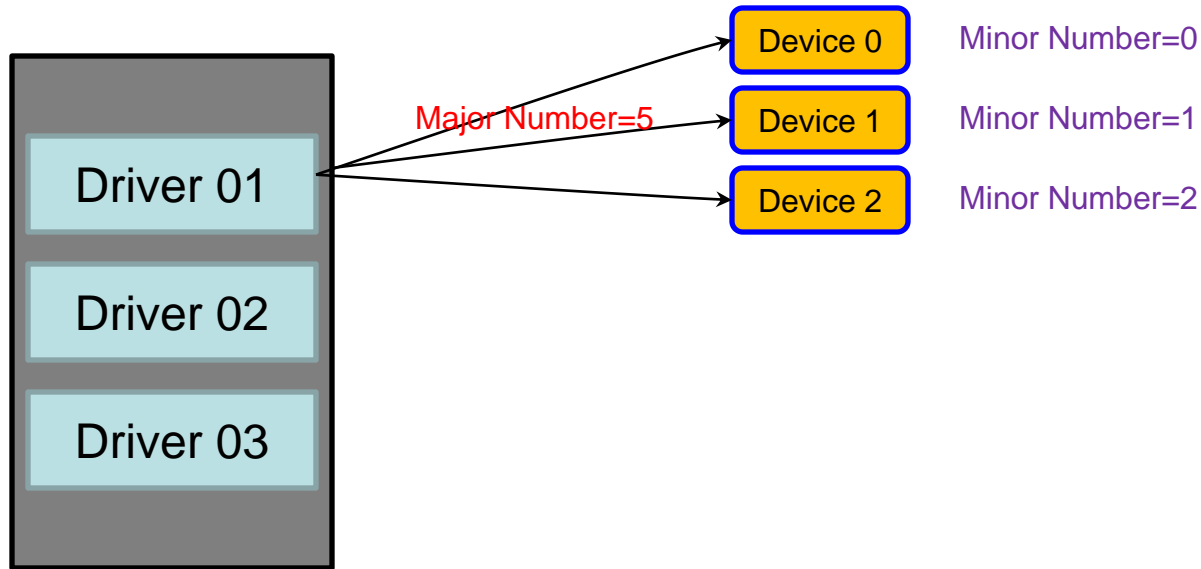 Device 0 Minor Number=0
Major Number=5 Device 1 Minor Number=1
Driver 01
Device 2 Minor Number=2
Driver 02
Driver 03